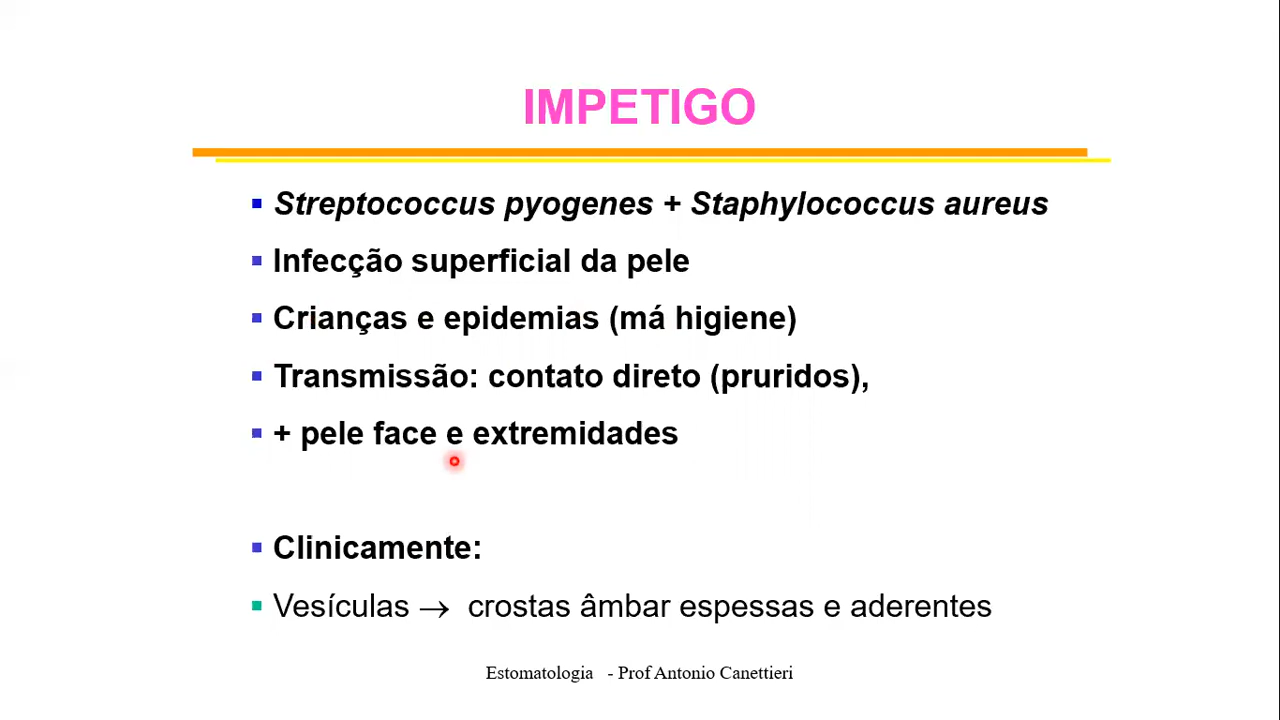 IMPETIGO
Streptococcus pyogenes + Staphylococcus aureus
Infecção superficial da pele
Crianças e epidemias (má higiene)
Transmissão: contato direto (pruridos),
+ pele face e extremidades
Clinicamente:
Vesículas → crostas âmbar espessas e aderentes
Estomatologia - Prof Antonio Canettieri